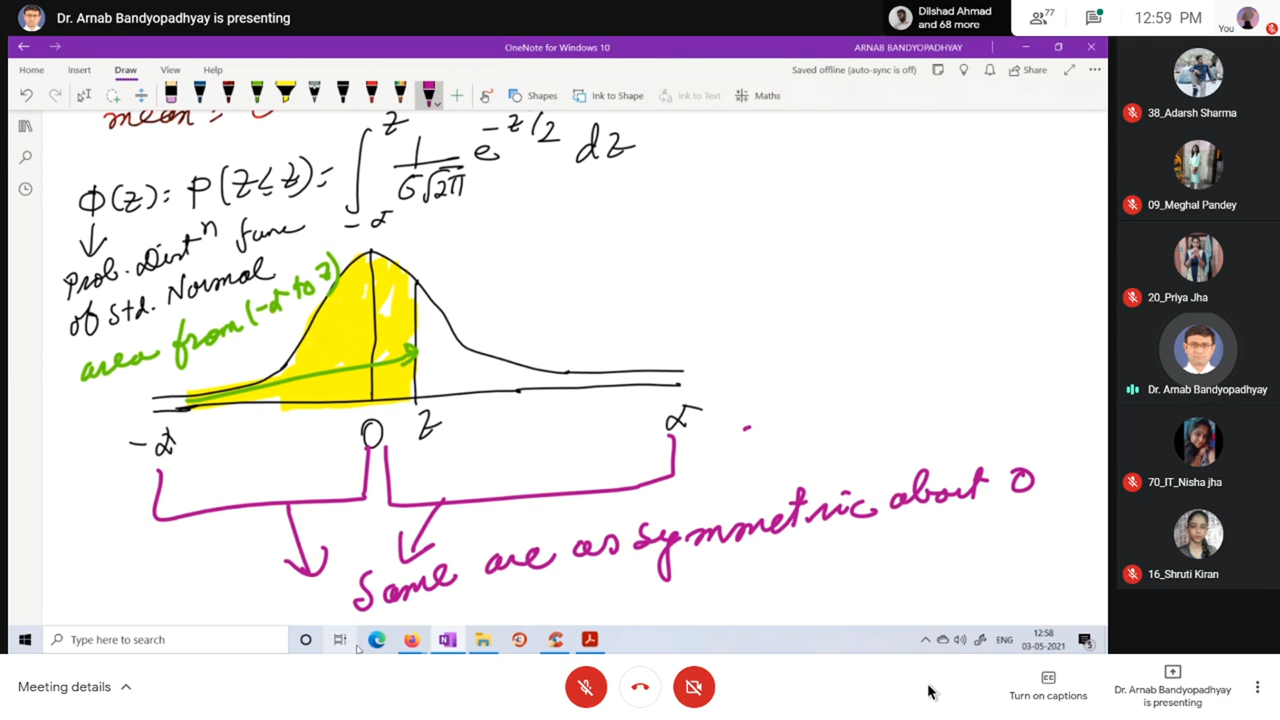 Dr. Arnab Bandyopadhyay is presenting
Dilshad Ahmad
and 68 more
77
12:59 PM
You
OneNote for Windows 10
ARNAB BANDYOPADHYAY
Home
Insert
Draw
View
Help
Saved offline (auto-sync is off)
Share
Shapes
Ink to Shape
Ink to Text
Maths
mean =
Φ(z) = P(Z ≤ z) = ∫ 1/σ√2π e^-z/2 dz
z
-α
Prob. Distⁿ func
of Std. Normal
area from (-α to z)
-α
0
z
α
Same are as symmetric about 0
38_Adarsh Sharma
09_Meghal Pandey
20_Priya Jha
Dr. Arnab Bandyopadhyay
70_IT_Nisha jha
16_Shruti Kiran
Type here to search
ENG
12:58
03-05-2021
5
Meeting details
Turn on captions
Dr. Arnab Bandyopadhyay
is presenting